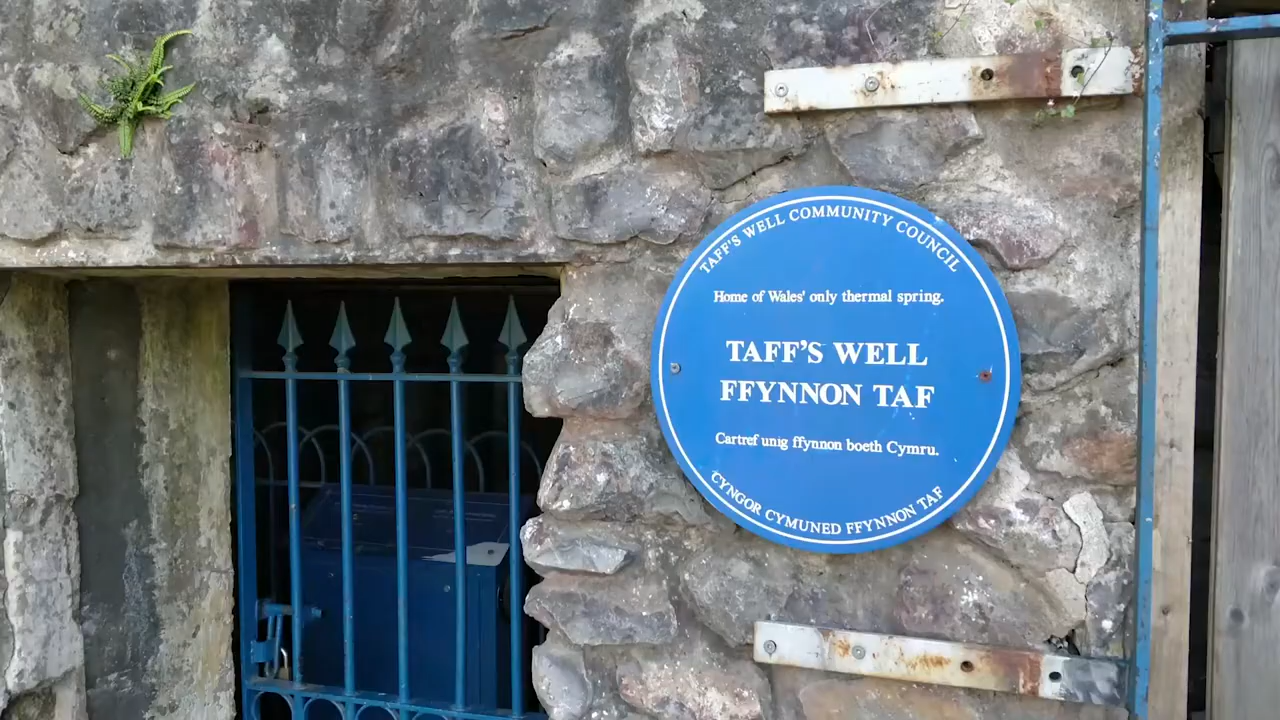 TAFF'S WELL COMMUNITY COUNCIL
Home of Wales' only thermal spring.
TAFF'S WELL
FFYNNON TAF
Cartref unig ffynnon boeth Cymru.
CYNGOR CYMUNED FFYNNON TAF